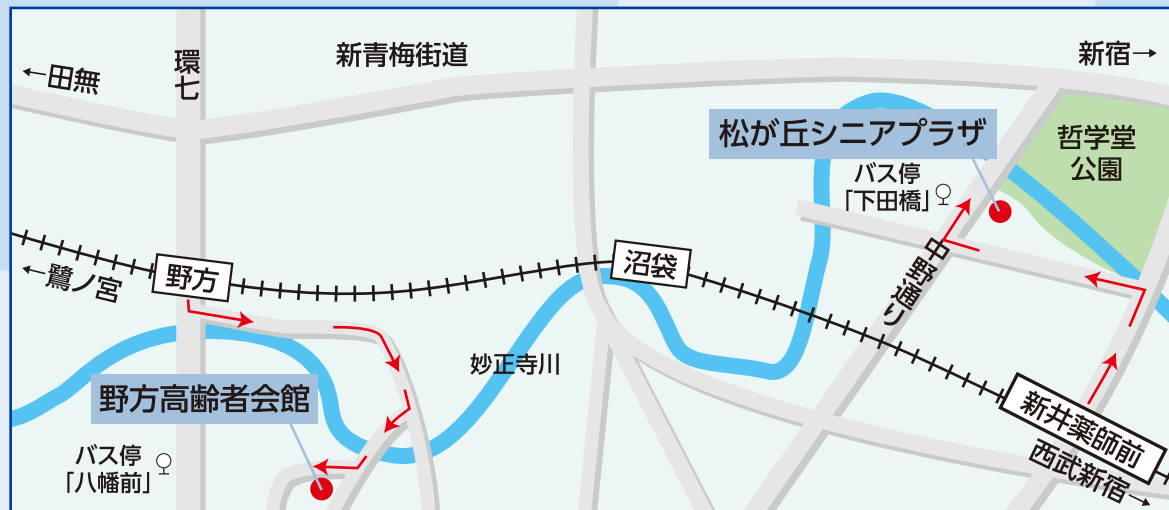 新青梅街道
新宿→
←田無
環七
松が丘シニアプラザ
哲学堂
公園
バス停
「下田橋」
中野通り
沼袋
野方
←鷺ノ宮
妙正寺川
野方高齢者会館
新井薬師前
西武新宿→
バス停
「八幡前」